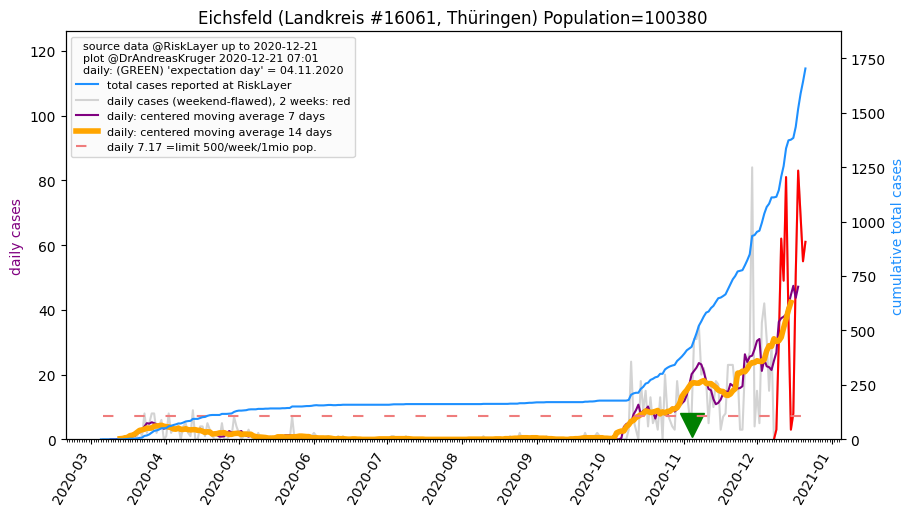 Eichsfeld (Landkreis #16061, Thüringen) Population=100380
source data @RiskLayer up to 2020-12-21
plot @DrAndreasKruger 2020-12-21 07:01
daily: (GREEN) 'expectation day' = 04.11.2020
total cases reported at RiskLayer
daily cases (weekend-flawed), 2 weeks: red
daily: centered moving average 7 days
daily: centered moving average 14 days
daily 7.17 =limit 500/week/1mio pop.
daily cases
120
100
80
60
40
20
0
cumulative total cases
1750
1500
1250
1000
750
500
250
0
2020-03
2020-04
2020-05
2020-06
2020-07
2020-08
2020-09
2020-10
2020-11
2020-12
2021-01